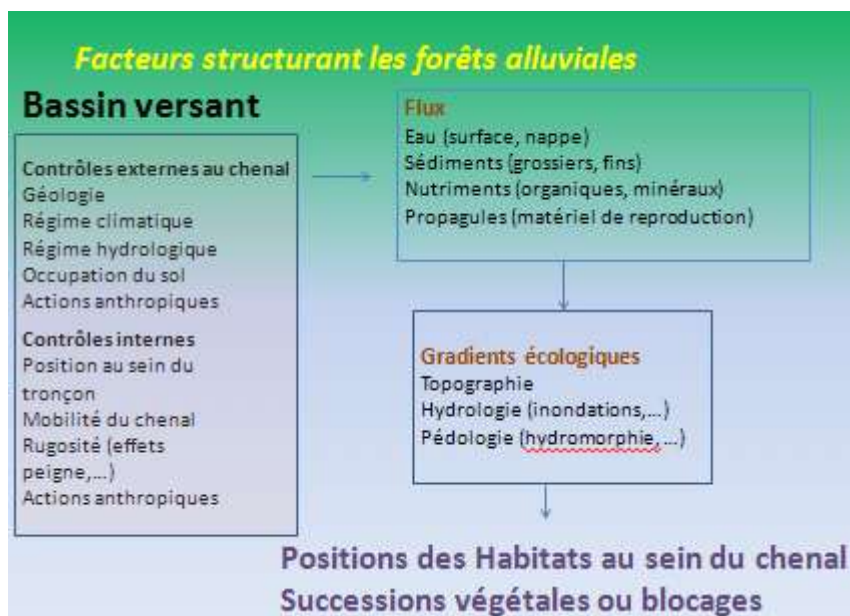 Facteurs structurant les forêts alluviales
Bassin versant
Contrôles externes au chenal
Géologie
Régime climatique
Régime hydrologique
Occupation du sol
Actions anthropiques
Contrôles internes
Position au sein du
tronçon
Mobilité du chenal
Rugosité (effets
peigne,...)
Actions anthropiques
Flux
Eau (surface, nappe)
Sédiments (grossiers, fins)
Nutriments (organiques, minéraux)
Propagules (matériel de reproduction)
Gradients écologiques
Topographie
Hydrologie (inondations,...)
Pédologie (hydromorphie,...)
Positions des Habitats au sein du chenal
Successions végétales ou blocages